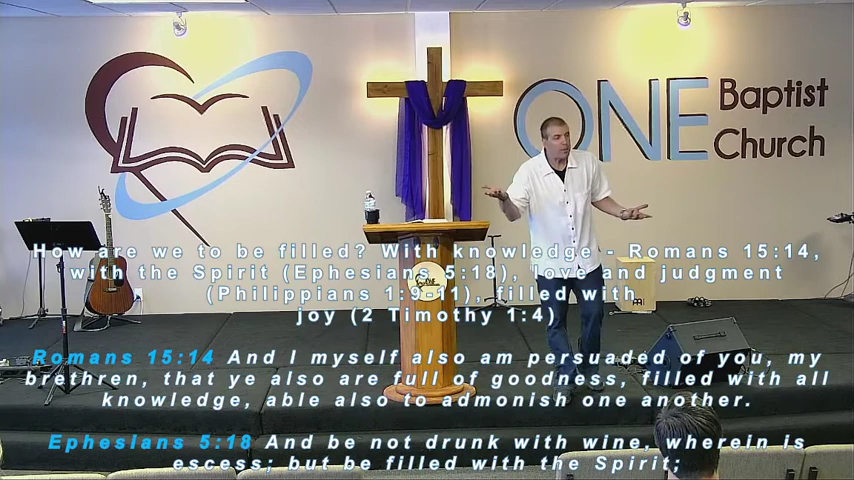 ONE Baptist
Church
How are we to be filled? With knowledge - Romans 15:14,
with the Spirit (Ephesians 5:18), love and judgment
(Philippians 1:9-11), filled with
joy (2 Timothy 1:4)
Romans 15:14 And I myself also am persuaded of you, my
brethren, that ye also are full of goodness, filled with all
knowledge, able also to admonish one another.
Ephesians 5:18 And be not drunk with wine, wherein is
escess; but be filled with the Spirit;